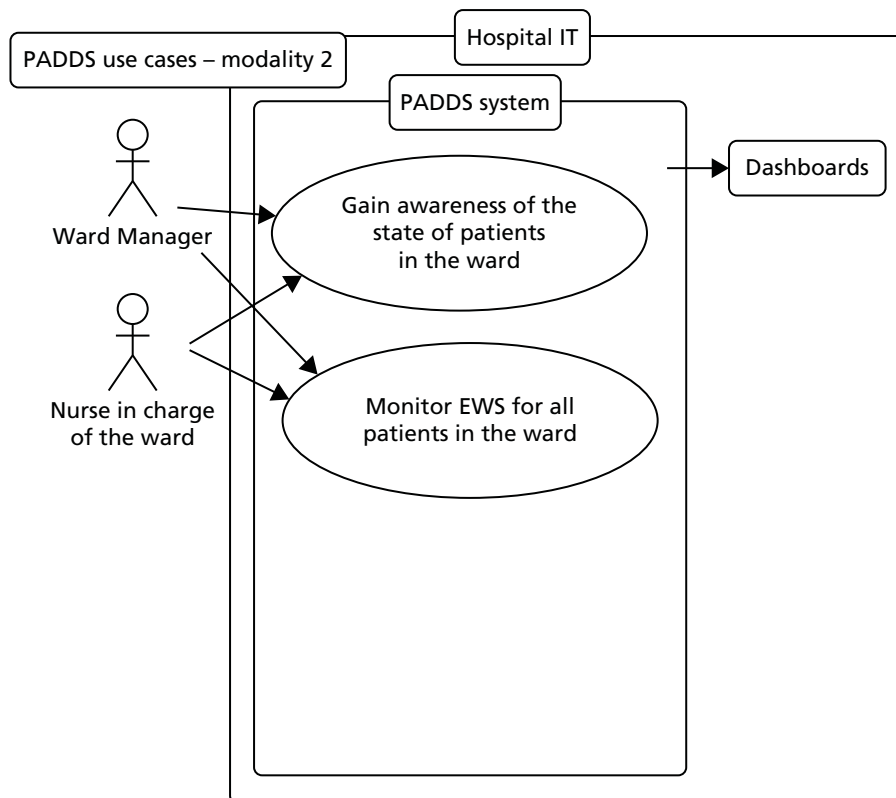 Hospital IT
PADDS use cases – modality 2
PADDS system
Dashboards
Gain awareness of the
state of patients
in the ward
Ward Manager
Nurse in charge
of the ward
Monitor EWS for all
patients in the ward